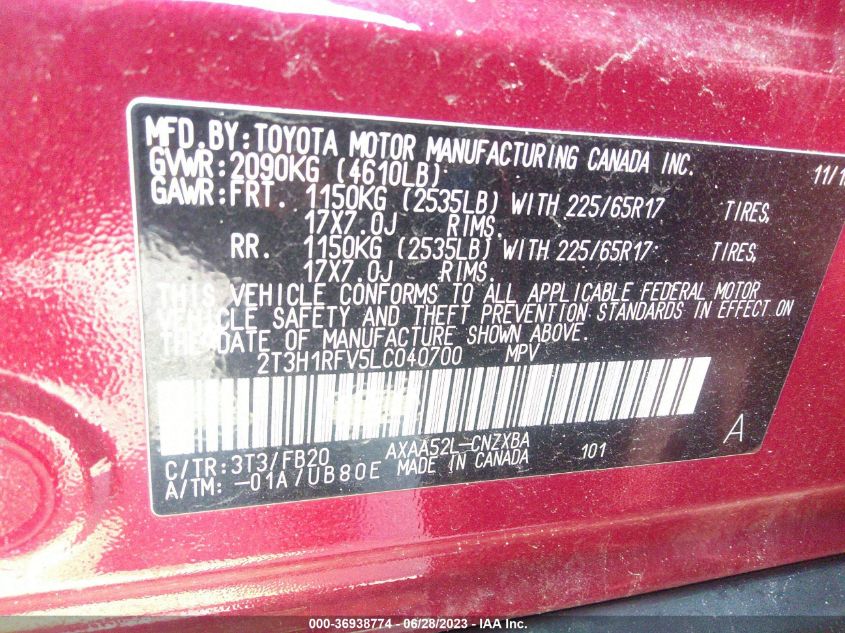 MFD.BY:TOYOTA MOTOR MANUFACTURING CANADA INC.
GVWR:2090KG (4610LB) 11/1
GAWR:FRT. 1150KG (2535LB) WITH 225/65R17 TIRES,
17X7.0J RIMS,
RR. 1150KG (2535LB) WITH 225/65R17 TIRES,
17X7.0J RIMS.
THIS VEHICLE CONFORMS TO ALL APPLICABLE FEDERAL MOTOR
VEHICLE SAFETY AND THEFT PREVENTION STANDARDS IN EFFECT ON
THE DATE OF MANUFACTURE SHOWN ABOVE.
2T3H1RFV5LC040700 MPV
C/TR:3T3/FB20 AXAA52L-CNZXBA 101 A
A/TM: -01A/UB80E MADE IN CANADA
000-36938774 — 06/28/2023 — IAA Inc.